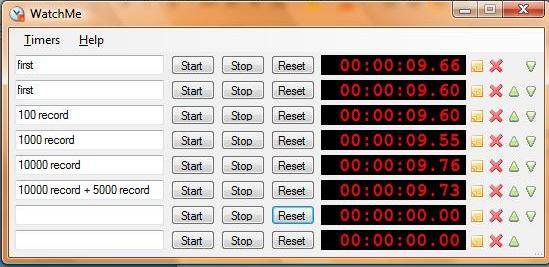 WatchMe
Timers Help
first Start Stop Reset 00:00:09.66
first Start Stop Reset 00:00:09.60
100 record Start Stop Reset 00:00:09.60
1000 record Start Stop Reset 00:00:09.55
10000 record Start Stop Reset 00:00:09.76
10000 record + 5000 record Start Stop Reset 00:00:09.73
Start Stop Reset 00:00:00.00
Start Stop Reset 00:00:00.00